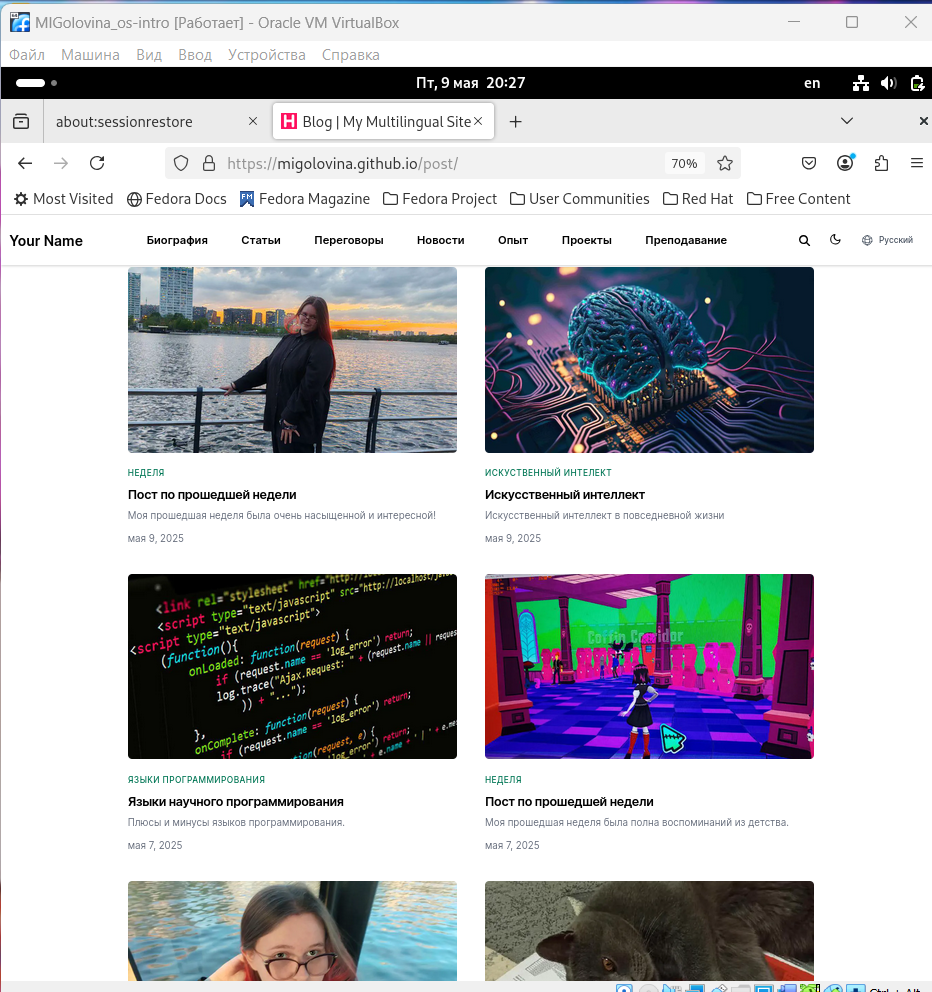 MIGolovina_os-intro [Работает] - Oracle VM VirtualBox
Файл Машина Вид Ввод Устройства Справка
Пт, 9 мая 20:27 en
about:sessionrestore Blog | My Multilingual Site
https://migolovina.github.io/post/ 70%
Most Visited Fedora Docs Fedora Magazine Fedora Project User Communities Red Hat Free Content
Your Name Биография Статьи Переговоры Новости Опыт Проекты Преподавание Русский
НЕДЕЛЯ
Пост по прошедшей недели
Моя прошедшая неделя была очень насыщенной и интересной!
мая 9, 2025
ИСКУСТВЕННЫЙ ИНТЕЛЕКТ
Искусственный интеллект
Искусственный интеллект в повседневной жизни
мая 9, 2025
<link rel="stylesheet" href="http://
<script type="text/javascript" src="http://localhost/
<script type="text/javascript">
(function(){
onLoaded: function(request) {
if (request.name == 'log_error') return;
log.trace("Ajax.Request: " + (request.name || reques
)) + "...");
},
onComplete: function(request) {
if (request.name == 'log_error') return;
function(request, e) {
Coffin Corridor
ЯЗЫКИ ПРОГРАММИРОВАНИЯ
Языки научного программирования
Плюсы и минусы языков программирования.
мая 7, 2025
НЕДЕЛЯ
Пост по прошедшей недели
Моя прошедшая неделя была полна воспоминаний из детства.
мая 7, 2025